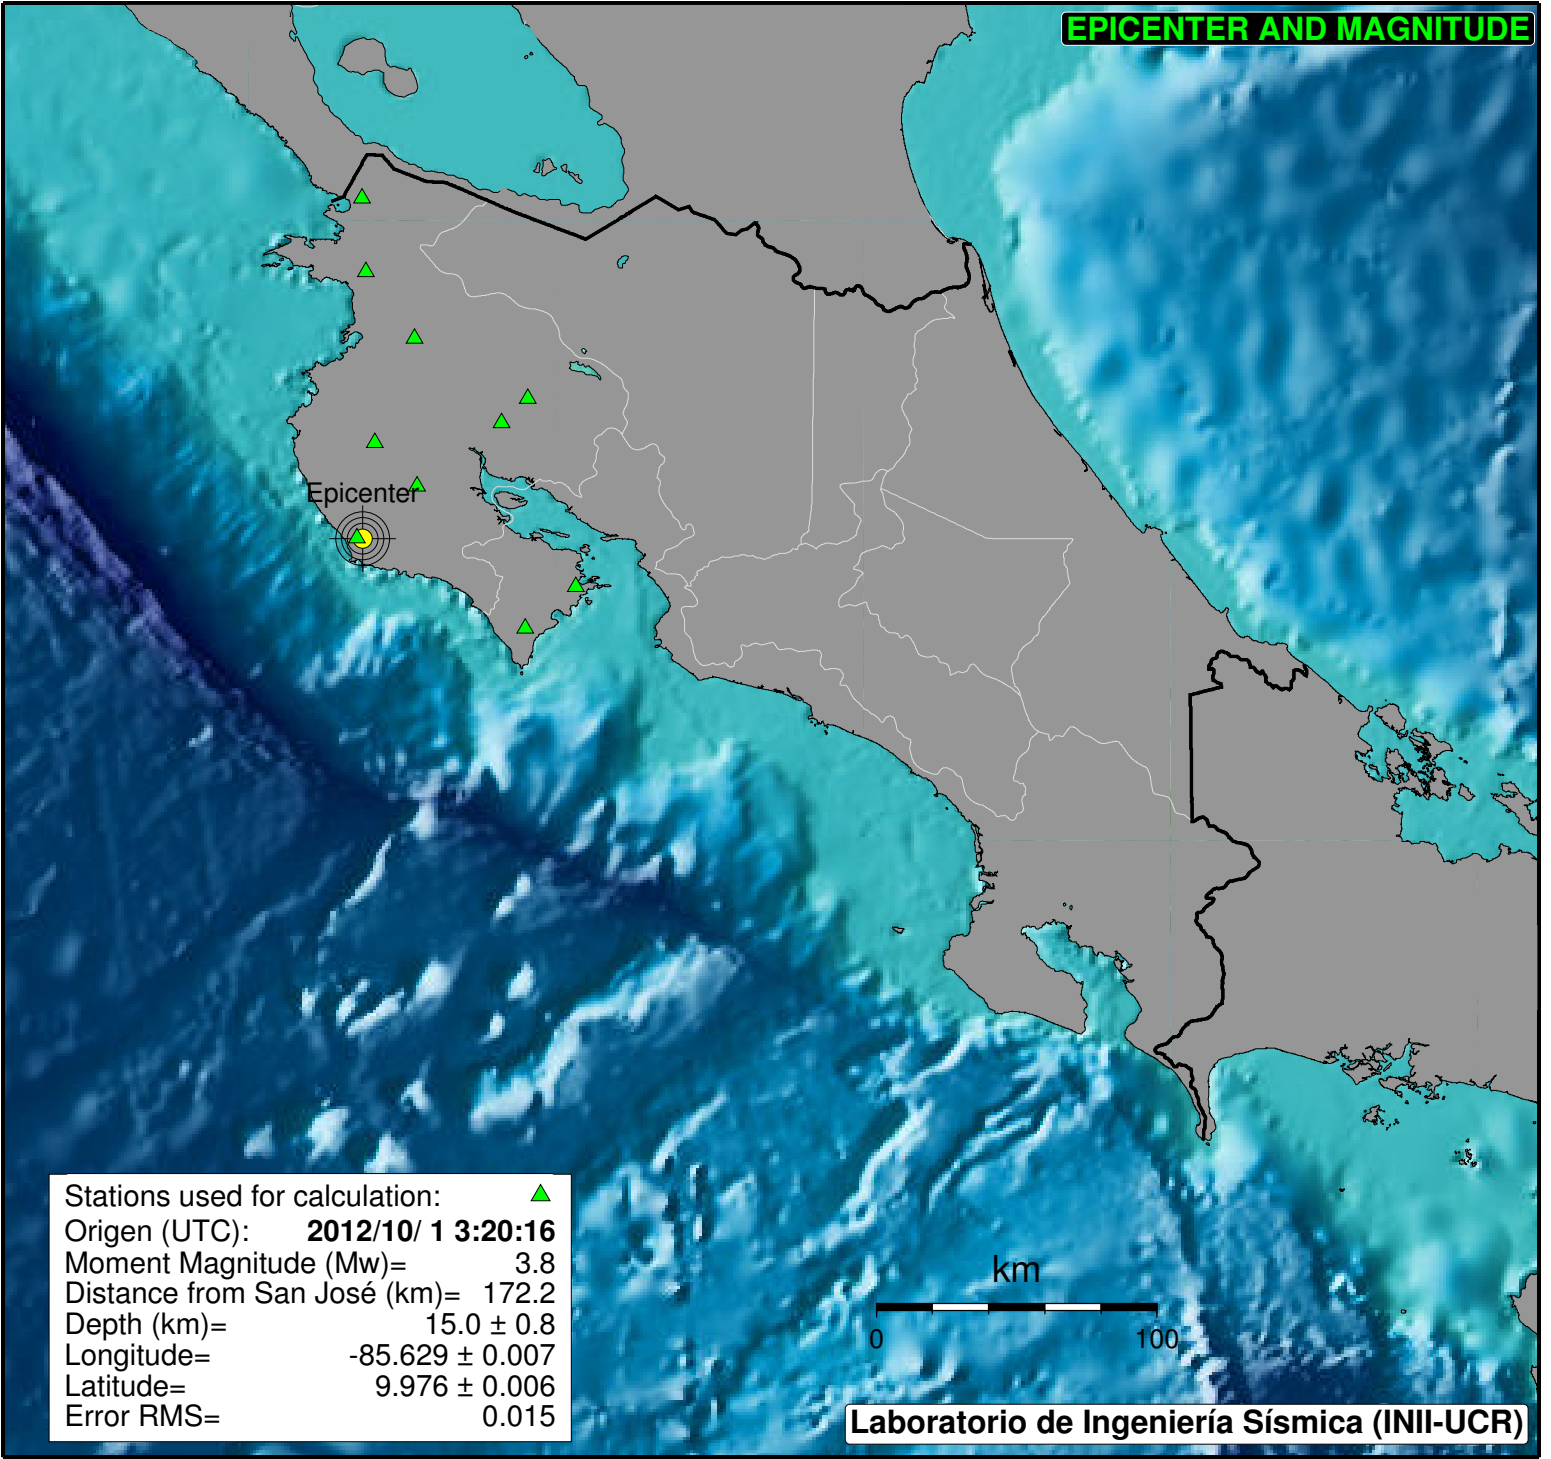 EPICENTER AND MAGNITUDE
Epicenter
Stations used for calculation:
Origen (UTC): 2012/10/ 1 3:20:16
Moment Magnitude (Mw)= 3.8
Distance from San José (km)= 172.2
Depth (km)= 15.0 ± 0.8
Longitude= -85.629 ± 0.007
Latitude= 9.976 ± 0.006
Error RMS= 0.015
km
0 100
Laboratorio de Ingeniería Sísmica (INII-UCR)